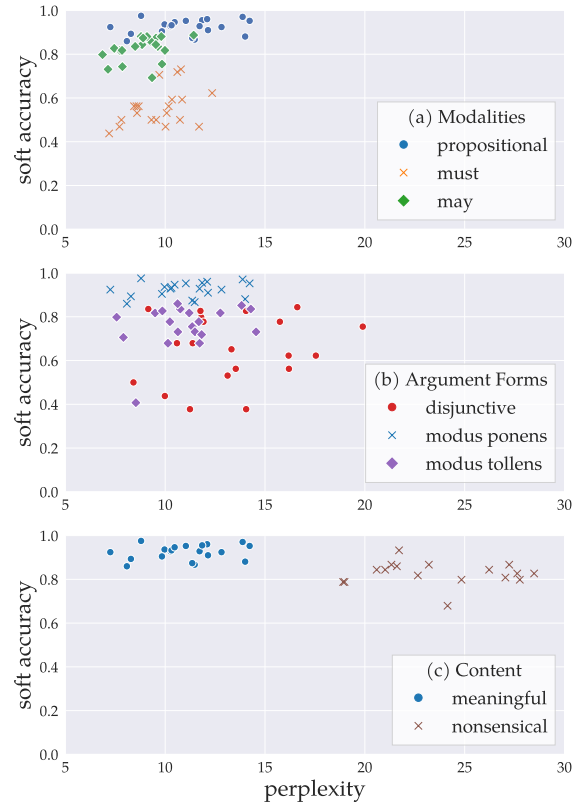 1.0
0.8
0.6
0.4
0.2
0.0
soft accuracy
(a) Modalities
propositional
must
may
5 10 15 20 25 30
1.0
0.8
0.6
0.4
0.2
0.0
soft accuracy
(b) Argument Forms
disjunctive
modus ponens
modus tollens
5 10 15 20 25 30
1.0
0.8
0.6
0.4
0.2
0.0
soft accuracy
(c) Content
meaningful
nonsensical
5 10 15 20 25 30
perplexity